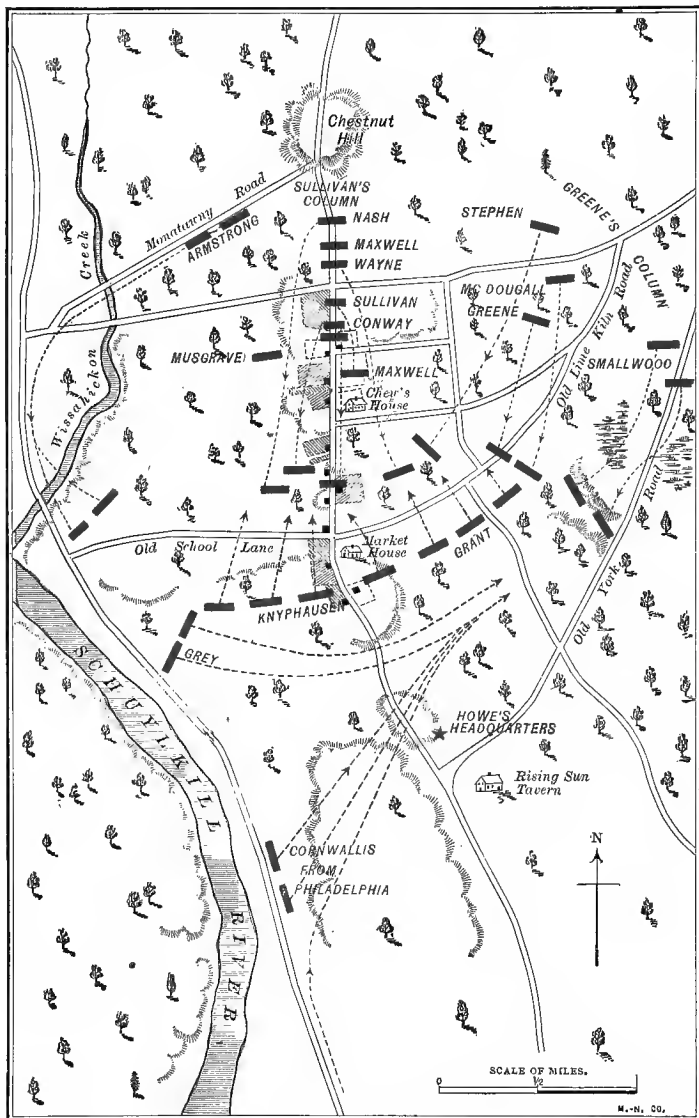 Chestnut
Hill
SULLIVAN'S
COLUMN
NASH
MAXWELL
WAYNE
SULLIVAN
CONWAY
Monatawny Road
ARMSTRONG
Creek
Wissahickon
MUSGRAVE
MAXWELL
Chew's
House
STEPHEN
GREENE'S
COLUMN
MC DOUGALL
GREENE
Old Lime Kiln Road
SMALLWOOD
Old York Road
Old School Lane
Market
House
GRANT
KNYPHAUSEN
GREY
SCHUYLKILL
RIVER
HOWE'S
HEADQUARTERS
Rising Sun
Tavern
CORNWALLIS
FROM
PHILADELPHIA
N
SCALE OF MILES.
0 1/2 1
M.-N. CO.